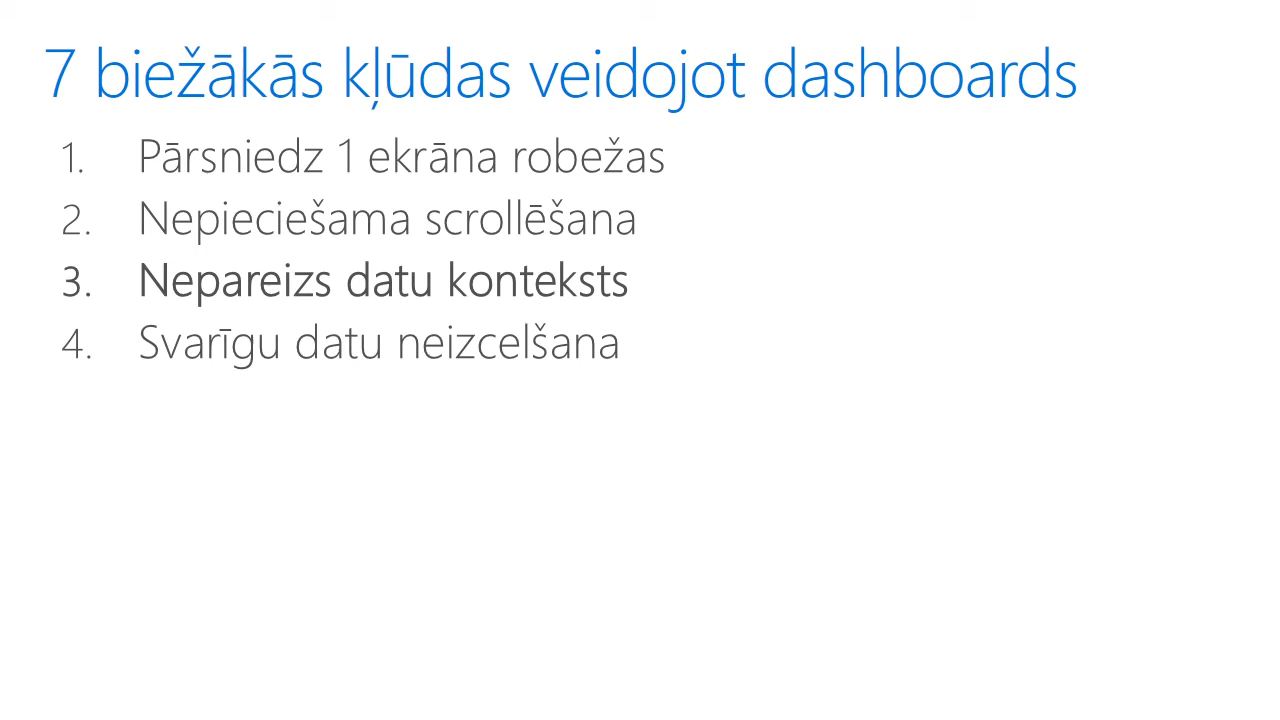 7 biežākās kļūdas veidojot dashboards
1. Pārsniedz 1 ekrāna robežas
2. Nepieciešama scrollēšana
3. Nepareizs datu konteksts
4. Svarīgu datu neizcelšana